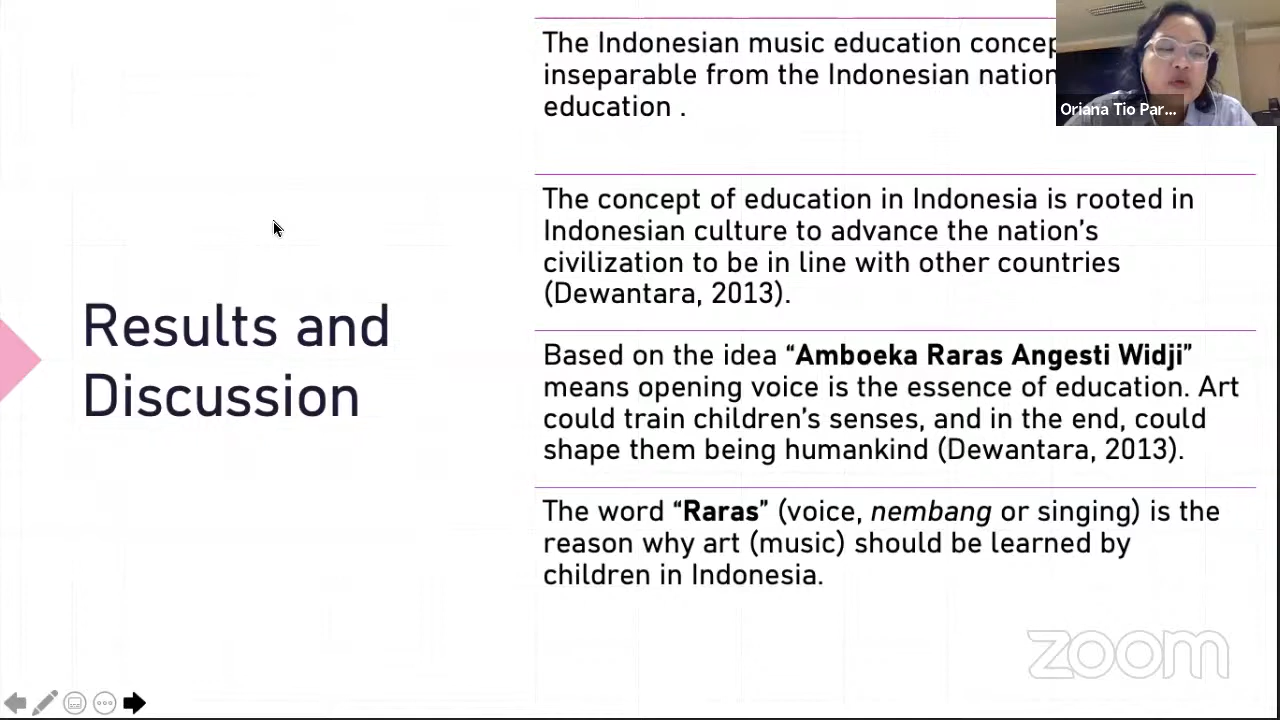 The Indonesian music education concep
inseparable from the Indonesian nation
education .
Oriana Tio Par...
The concept of education in Indonesia is rooted in
Indonesian culture to advance the nation's
civilization to be in line with other countries
(Dewantara, 2013).
Results and
Discussion
Based on the idea “Amboeka Raras Angesti Widji”
means opening voice is the essence of education. Art
could train children's senses, and in the end, could
shape them being humankind (Dewantara, 2013).
The word “Raras” (voice, nembang or singing) is the
reason why art (music) should be learned by
children in Indonesia.
zoom